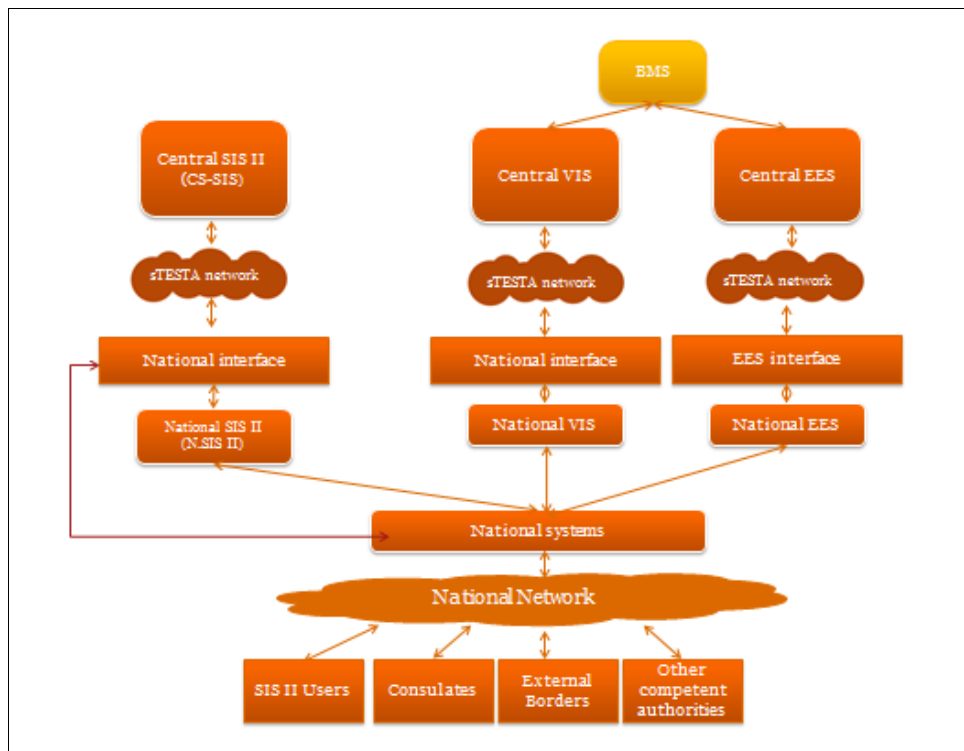 BMS
Central SIS II
(CS-SIS)
Central VIS
Central EES
sTESTA network
sTESTA network
sTESTA network
National interface
National interface
EES interface
National SIS II
(N.SIS II)
National VIS
National EES
National systems
National Network
SIS II Users
Consulates
External
Borders
Other
competent
authorities